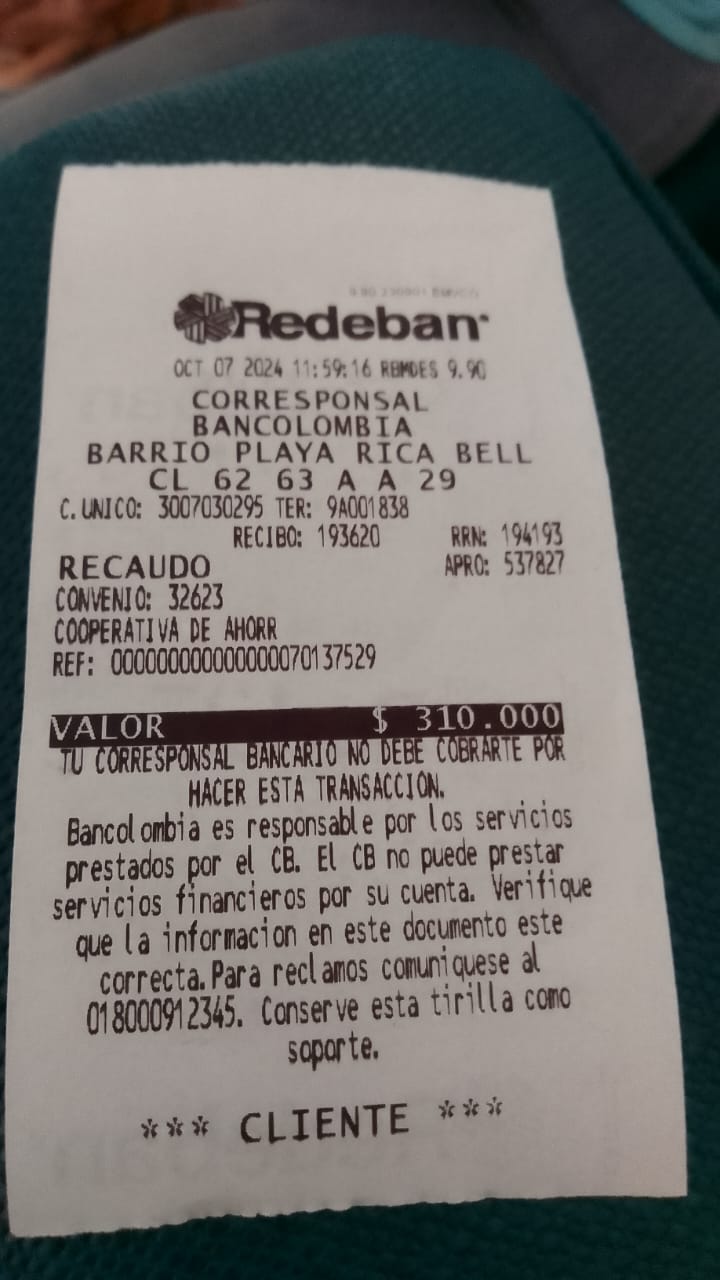 Redeban
OCT 07 2024 11:59:16 RBMDES 9.90
CORRESPONSAL
BANCOLOMBIA
BARRIO PLAYA RICA BELL
CL 62 63 A A 29
C. UNICO: 3007030295 TER: 9A001838
RECIBO: 193620 RRN: 194193
RECAUDO APRO: 537827
CONVENIO: 32623
COOPERATIVA DE AHORR
REF: 000000000000000070137529
VALOR $ 310.000
TU CORRESPONSAL BANCARIO NO DEBE COBRARTE POR
HACER ESTA TRANSACCION.
Bancolombia es responsable por los servicios
prestados por el CB. El CB no puede prestar
servicios financieros por su cuenta. Verifique
que la informacion en este documento este
correcta.Para reclamos comuniquese al
018000912345. Conserve esta tirilla como
soporte.
*** CLIENTE ***